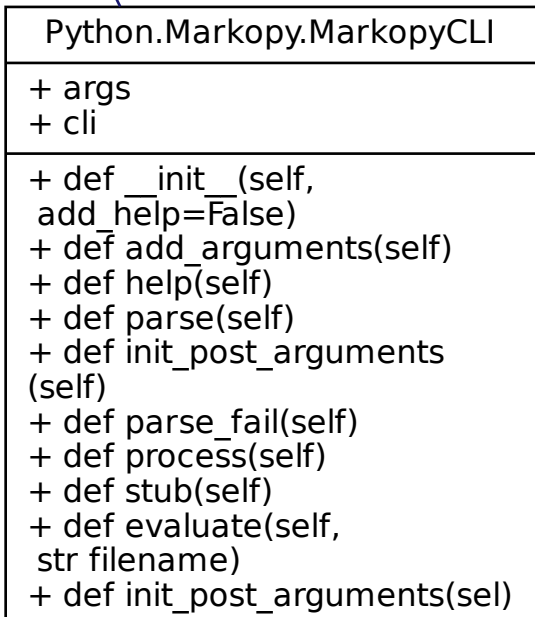 Python.Markopy.MarkopyCLI
+ args
+ cli
+ def __init__(self,
add_help=False)
+ def add_arguments(self)
+ def help(self)
+ def parse(self)
+ def init_post_arguments
(self)
+ def parse_fail(self)
+ def process(self)
+ def stub(self)
+ def evaluate(self,
str filename)
+ def init_post_arguments(sel)